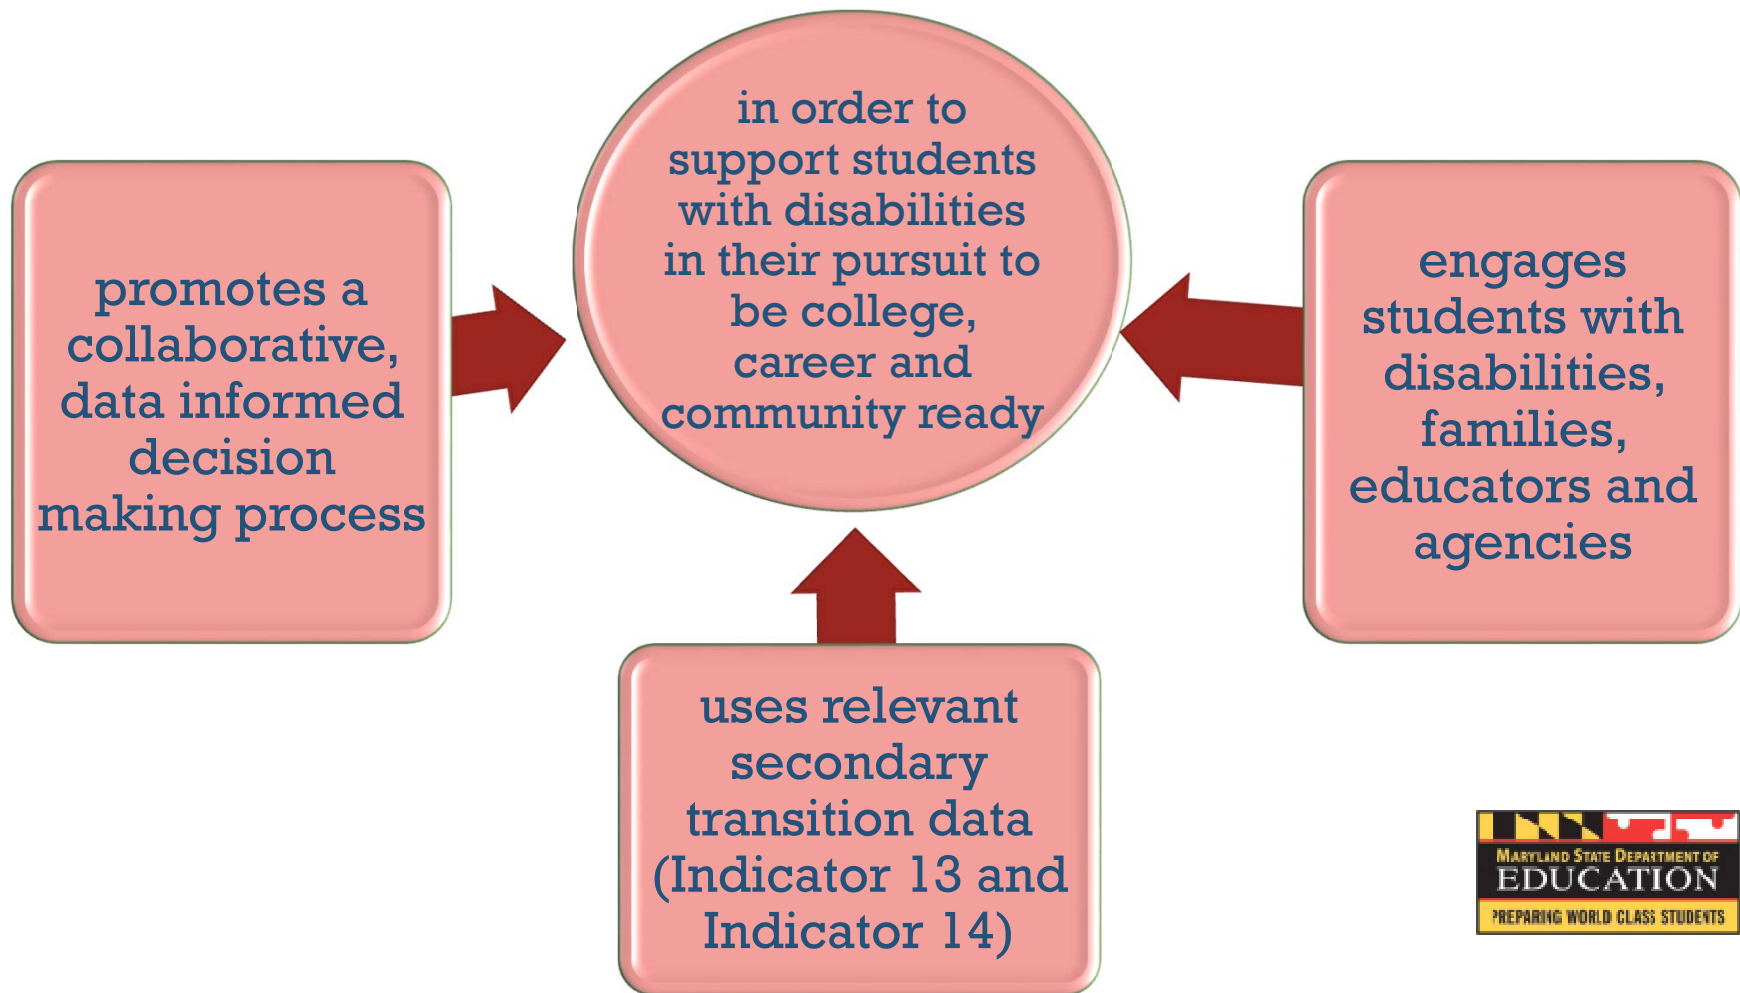 in order to
support students
with disabilities
in their pursuit to
be college,
career and
community ready
promotes a
collaborative,
data informed
decision
making process
engages
students with
disabilities,
families,
educators and
agencies
uses relevant
secondary
transition data
(Indicator 13 and
Indicator 14)
MARYLAND STATE DEPARTMENT OF
EDUCATION
PREPARING WORLD CLASS STUDENTS